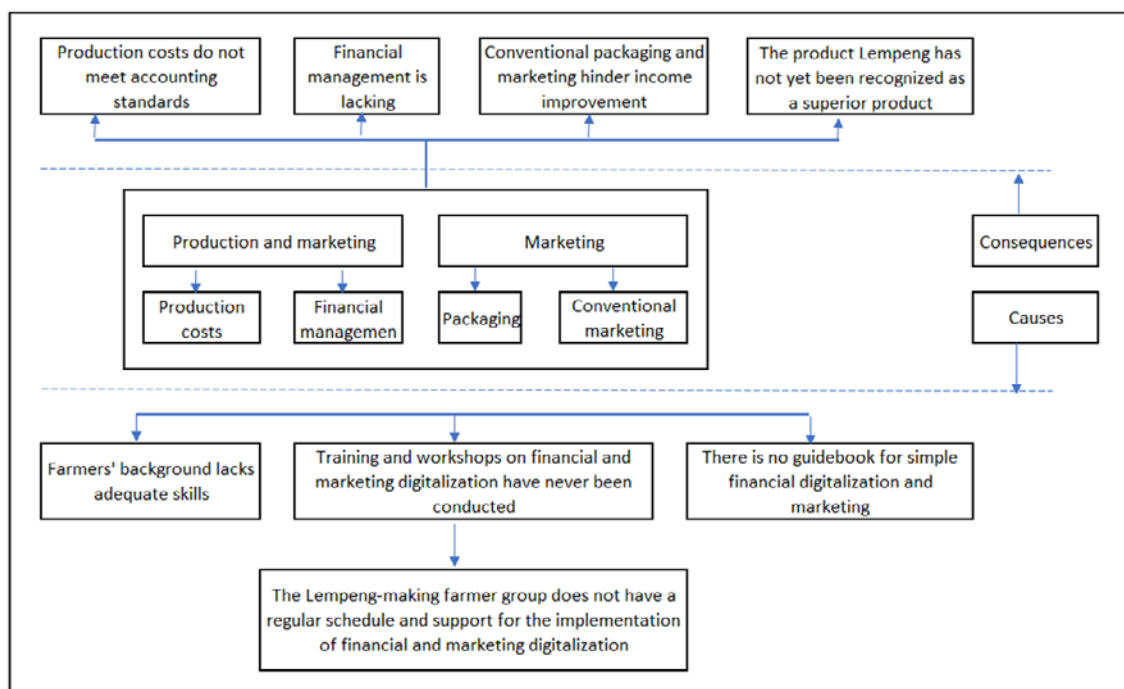 Production costs do not
meet accounting
standards
Financial
management is
lacking
Conventional packaging and
marketing hinder income
improvement
The product Lempeng has
not yet been recognized as
a superior product
Production and marketing
Marketing
Consequences
Production
costs
Financial
managemen
Packaging
Conventional
marketing
Causes
Farmers' background lacks
adequate skills
Training and workshops on financial and
marketing digitalization have never been
conducted
There is no guidebook for simple
financial digitalization and
marketing
The Lempeng-making farmer group does not have a
regular schedule and support for the implementation
of financial and marketing digitalization